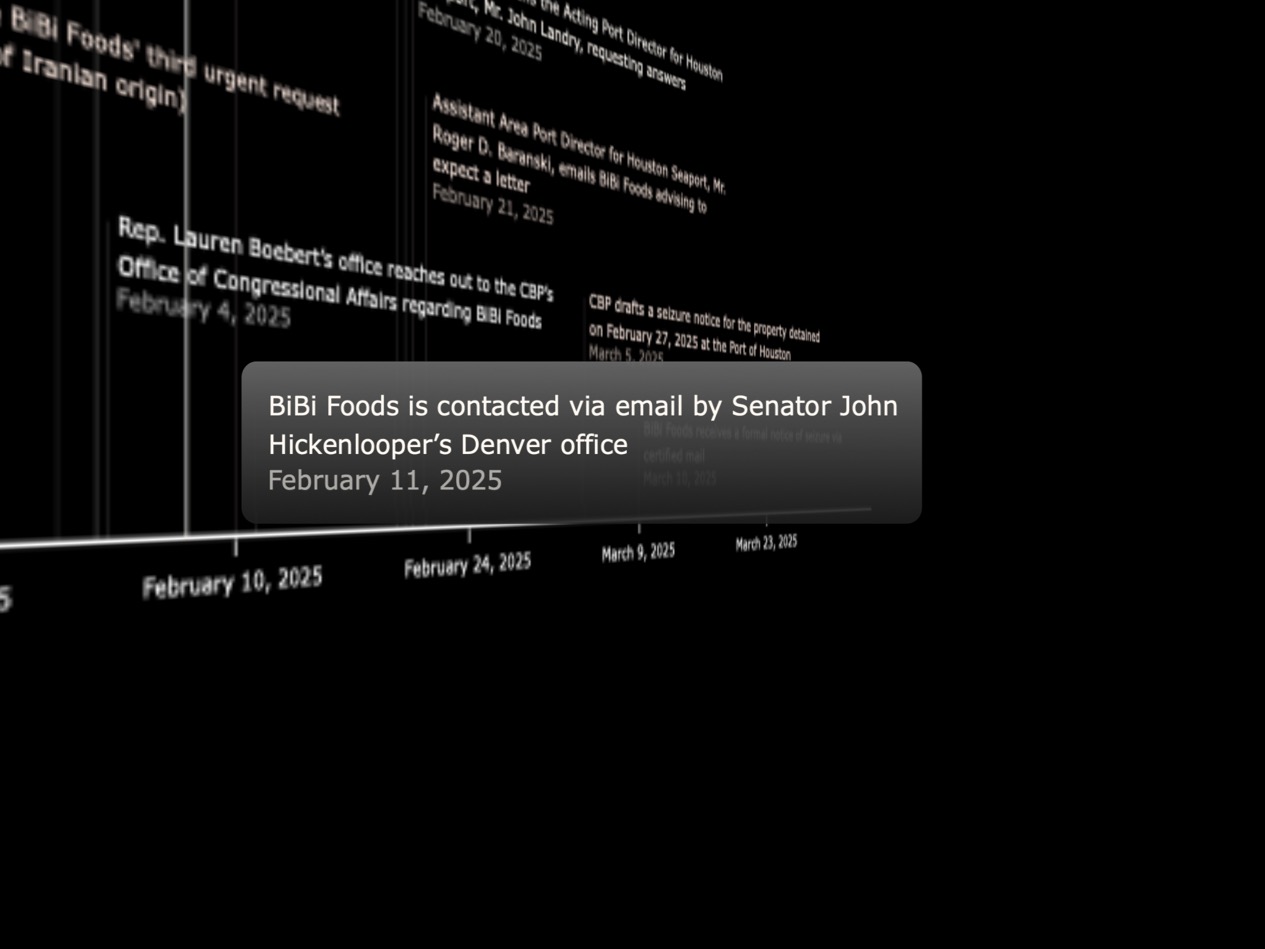 BiBi Foods' third urgent request
of Iranian origin)
the Acting Port Director for Houston
Mr. John Landry, requesting answers
February 20, 2025
Assistant Area Port Director for Houston Seaport, Mr.
Roger D. Baranski, emails BiBi Foods advising to
expect a letter
February 21, 2025
Rep. Lauren Boebert's office reaches out to the CBP's
Office of Congressional Affairs regarding BiBi Foods
February 4, 2025
CBP drafts a seizure notice for the property detained
on February 27, 2025 at the Port of Houston
March 5, 2025
BiBi Foods is contacted via email by Senator John
Hickenlooper’s Denver office
February 11, 2025
BiBi Foods receives a formal notice of seizure via
certified mail
March 10, 2025
5
February 10, 2025
February 24, 2025
March 9, 2025
March 23, 2025